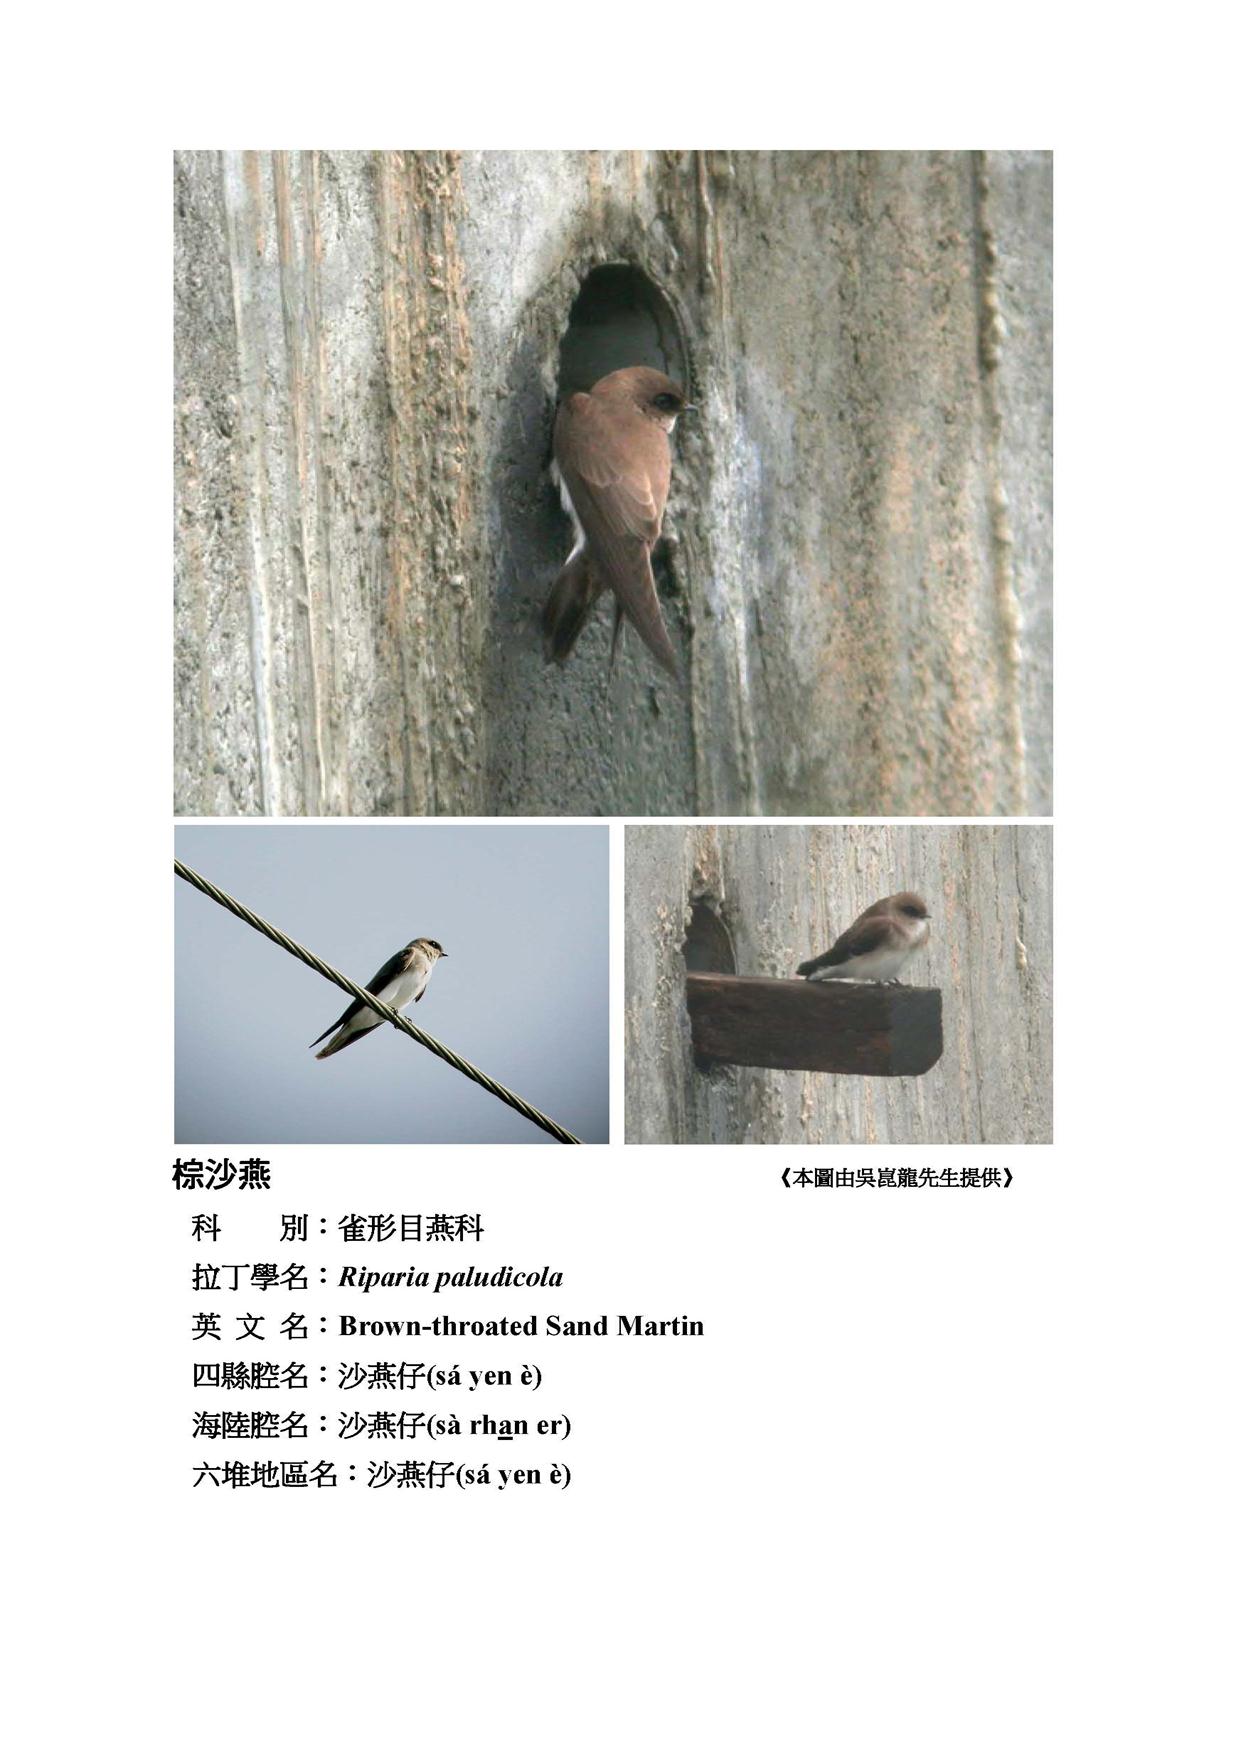 棕沙燕 《本圖由吳崑龍先生提供》
科　　別：雀形目燕科
拉丁學名：Riparia paludicola
英 文 名：Brown-throated Sand Martin
四縣腔名：沙燕仔(sá yen è)
海陸腔名：沙燕仔(sà rhan er)
六堆地區名：沙燕仔(sá yen è)